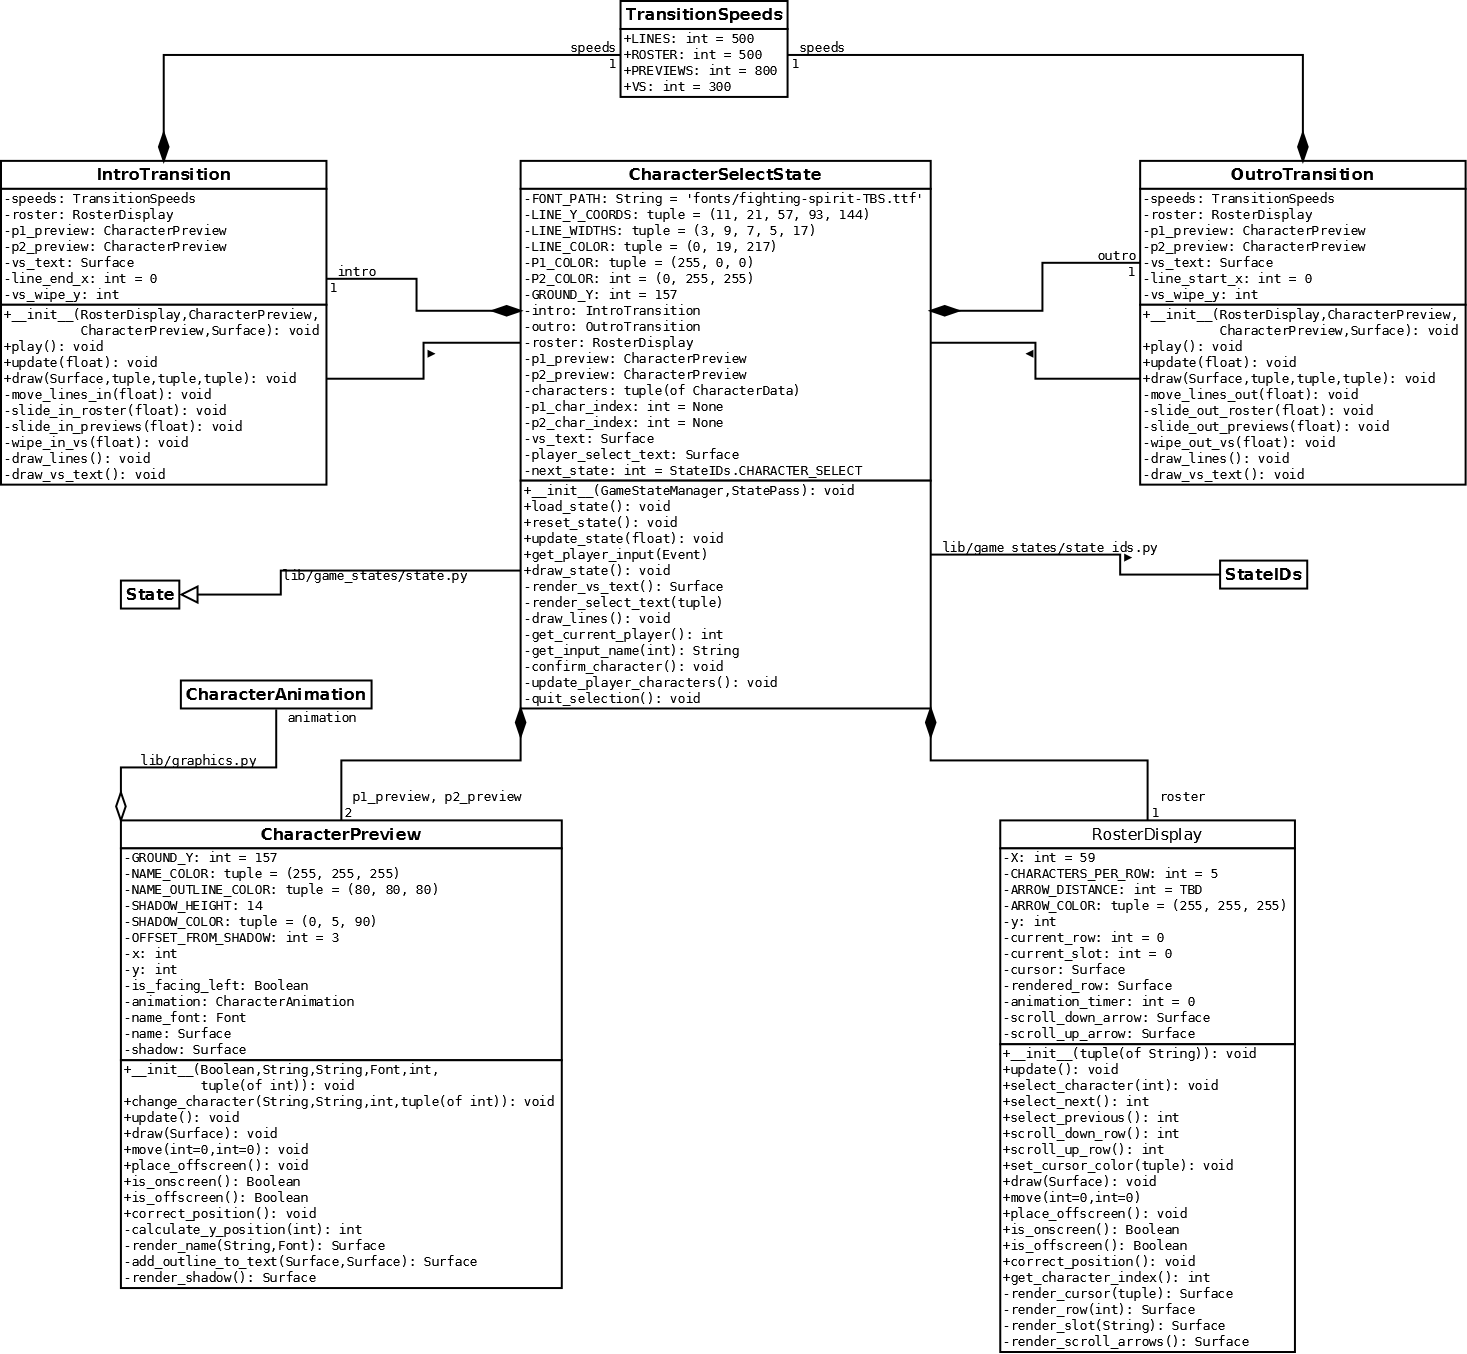 TransitionSpeeds
+LINES: int = 500
+ROSTER: int = 500
+PREVIEWS: int = 800
+VS: int = 300
speeds
1
speeds
1
IntroTransition
-speeds: TransitionSpeeds
-roster: RosterDisplay
-p1_preview: CharacterPreview
-p2_preview: CharacterPreview
-vs_text: Surface
-line_end_x: int = 0
-vs_wipe_y: int
+__init__(RosterDisplay,CharacterPreview,
CharacterPreview,Surface): void
+play(): void
+update(float): void
+draw(Surface,tuple,tuple,tuple): void
-move_lines_in(float): void
-slide_in_roster(float): void
-slide_in_previews(float): void
-wipe_in_vs(float): void
-draw_lines(): void
-draw_vs_text(): void
intro
1
CharacterSelectState
-FONT_PATH: String = 'fonts/fighting-spirit-TBS.ttf'
-LINE_Y_COORDS: tuple = (11, 21, 57, 93, 144)
-LINE_WIDTHS: tuple = (3, 9, 7, 5, 17)
-LINE_COLOR: tuple = (0, 19, 217)
-P1_COLOR: tuple = (255, 0, 0)
-P2_COLOR: int = (0, 255, 255)
-GROUND_Y: int = 157
-intro: IntroTransition
-outro: OutroTransition
-roster: RosterDisplay
-p1_preview: CharacterPreview
-p2_preview: CharacterPreview
-characters: tuple(of CharacterData)
-p1_char_index: int = None
-p2_char_index: int = None
-vs_text: Surface
-player_select_text: Surface
-next_state: int = StateIDs.CHARACTER_SELECT
+__init__(GameStateManager,StatePass): void
+load_state(): void
+reset_state(): void
+update_state(float): void
+get_player_input(Event)
+draw_state(): void
-render_vs_text(): Surface
-render_select_text(tuple)
-draw_lines(): void
-get_current_player(): int
-get_input_name(int): String
-confirm_character(): void
-update_player_characters(): void
-quit_selection(): void
outro
1
OutroTransition
-speeds: TransitionSpeeds
-roster: RosterDisplay
-p1_preview: CharacterPreview
-p2_preview: CharacterPreview
-vs_text: Surface
-line_start_x: int = 0
-vs_wipe_y: int
+__init__(RosterDisplay,CharacterPreview,
CharacterPreview,Surface): void
+play(): void
+update(float): void
+draw(Surface,tuple,tuple,tuple): void
-move_lines_out(float): void
-slide_out_roster(float): void
-slide_out_previews(float): void
-wipe_out_vs(float): void
-draw_lines(): void
-draw_vs_text(): void
lib/game_states/state_ids.py
StateIDs
lib/game_states/state.py
State
CharacterAnimation
animation
lib/graphics.py
p1_preview, p2_preview
2
roster
1
CharacterPreview
-GROUND_Y: int = 157
-NAME_COLOR: tuple = (255, 255, 255)
-NAME_OUTLINE_COLOR: tuple = (80, 80, 80)
-SHADOW_HEIGHT: 14
-SHADOW_COLOR: tuple = (0, 5, 90)
-OFFSET_FROM_SHADOW: int = 3
-x: int
-y: int
-is_facing_left: Boolean
-animation: CharacterAnimation
-name_font: Font
-name: Surface
-shadow: Surface
+__init__(Boolean,String,String,Font,int,
tuple(of int)): void
+change_character(String,String,int,tuple(of int)): void
+update(): void
+draw(Surface): void
+move(int=0,int=0): void
+place_offscreen(): void
+is_onscreen(): Boolean
+is_offscreen(): Boolean
+correct_position(): void
-calculate_y_position(int): int
-render_name(String,Font): Surface
-add_outline_to_text(Surface,Surface): Surface
-render_shadow(): Surface
RosterDisplay
-X: int = 59
-CHARACTERS_PER_ROW: int = 5
-ARROW_DISTANCE: int = TBD
-ARROW_COLOR: tuple = (255, 255, 255)
-y: int
-current_row: int = 0
-current_slot: int = 0
-cursor: Surface
-rendered_row: Surface
-animation_timer: int = 0
-scroll_down_arrow: Surface
-scroll_up_arrow: Surface
+__init__(tuple(of String)): void
+update(): void
+select_character(int): void
+select_next(): int
+select_previous(): int
+scroll_down_row(): int
+scroll_up_row(): int
+set_cursor_color(tuple): void
+draw(Surface): void
+move(int=0,int=0)
+place_offscreen(): void
+is_onscreen(): Boolean
+is_offscreen(): Boolean
+correct_position(): void
+get_character_index(): int
-render_cursor(tuple): Surface
-render_row(int): Surface
-render_slot(String): Surface
-render_scroll_arrows(): Surface